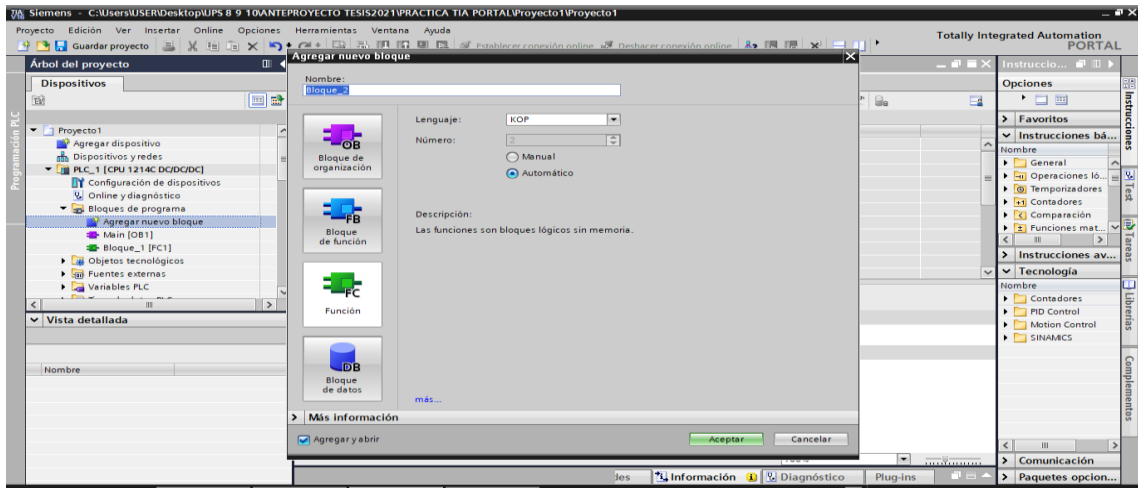 Siemens - C:\Users\USER\Desktop\UPS 8 9 10\ANTEPROYECTO TESIS2021\PRACTICA TIA PORTAL\Proyecto1\Proyecto1
Proyecto Edición Ver Insertar Online Opciones Herramientas Ventana Ayuda
Totally Integrated Automation
PORTAL
Guardar proyecto
Establecer conexión online
Deshacer conexión online
Programación PLC
Árbol del proyecto
Dispositivos
Proyecto1
Agregar dispositivo
Dispositivos y redes
PLC_1 [CPU 1214C DC/DC/DC]
Configuración de dispositivos
Online y diagnóstico
Bloques de programa
Agregar nuevo bloque
Main [OB1]
Bloque_1 [FC1]
Objetos tecnológicos
Fuentes externas
Variables PLC
Vista detallada
Nombre
Agregar nuevo bloque
Nombre:
Bloque_2
OB
Bloque de
organización
FB
Bloque
de función
FC
Función
DB
Bloque
de datos
Lenguaje: KOP
Número: 2
Manual
Automático
Descripción:
Las funciones son bloques lógicos sin memoria.
más...
Más información
Agregar y abrir
Aceptar
Cancelar
Información
Diagnóstico
Plug-ins
Instruccio...
Opciones
Favoritos
Instrucciones bá...
Nombre
General
Operaciones ló...
Temporizadores
Contadores
Comparación
Funciones mat...
Instrucciones av...
Tecnología
Nombre
Contadores
PID Control
Motion Control
SINAMICS
Comunicación
Paquetes opcion...
Instrucciones
Test
Tareas
Librerías
Complementos